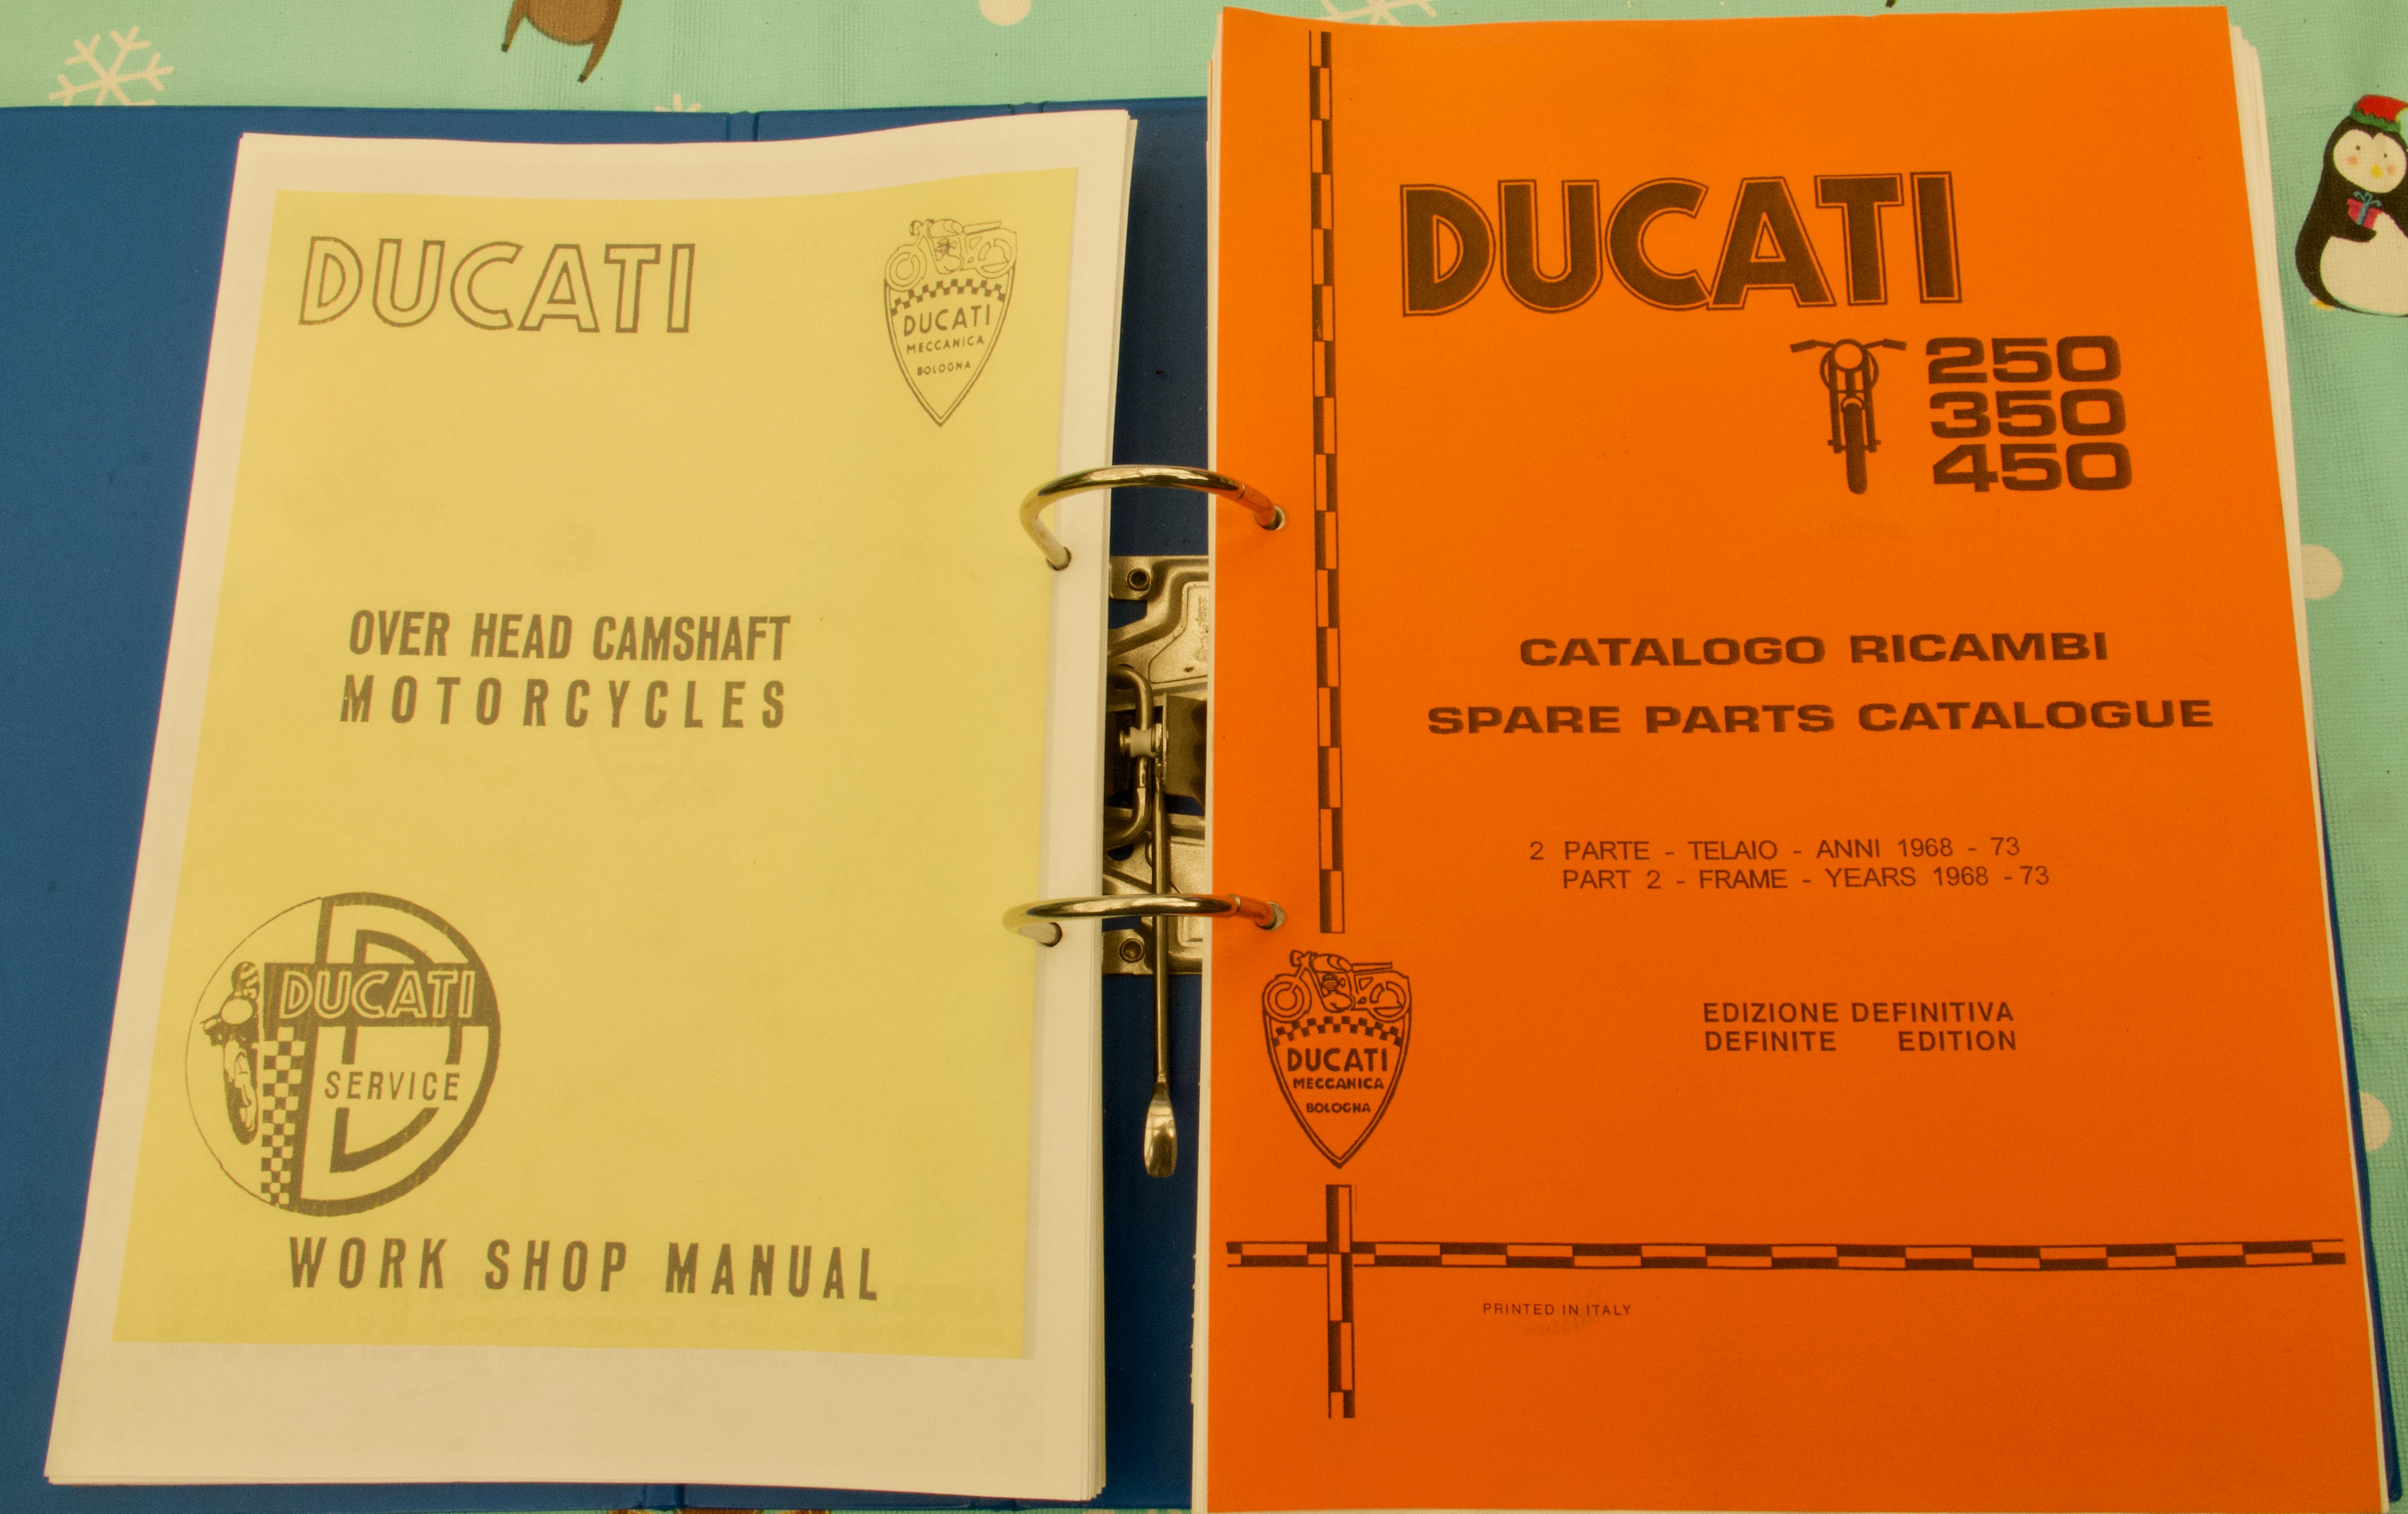 DUCATI
DUCATI
MECCANICA
BOLOGNA
OVER HEAD CAMSHAFT
MOTORCYCLES
DUCATI
SERVICE
WORK SHOP MANUAL
DUCATI
250
350
450
CATALOGO RICAMBI
SPARE PARTS CATALOGUE
2 PARTE - TELAIO - ANNI 1968 - 73
PART 2 - FRAME - YEARS 1968 - 73
EDIZIONE DEFINITIVA
DEFINITE EDITION
DUCATI
MECCANICA
BOLOGNA
PRINTED IN ITALY